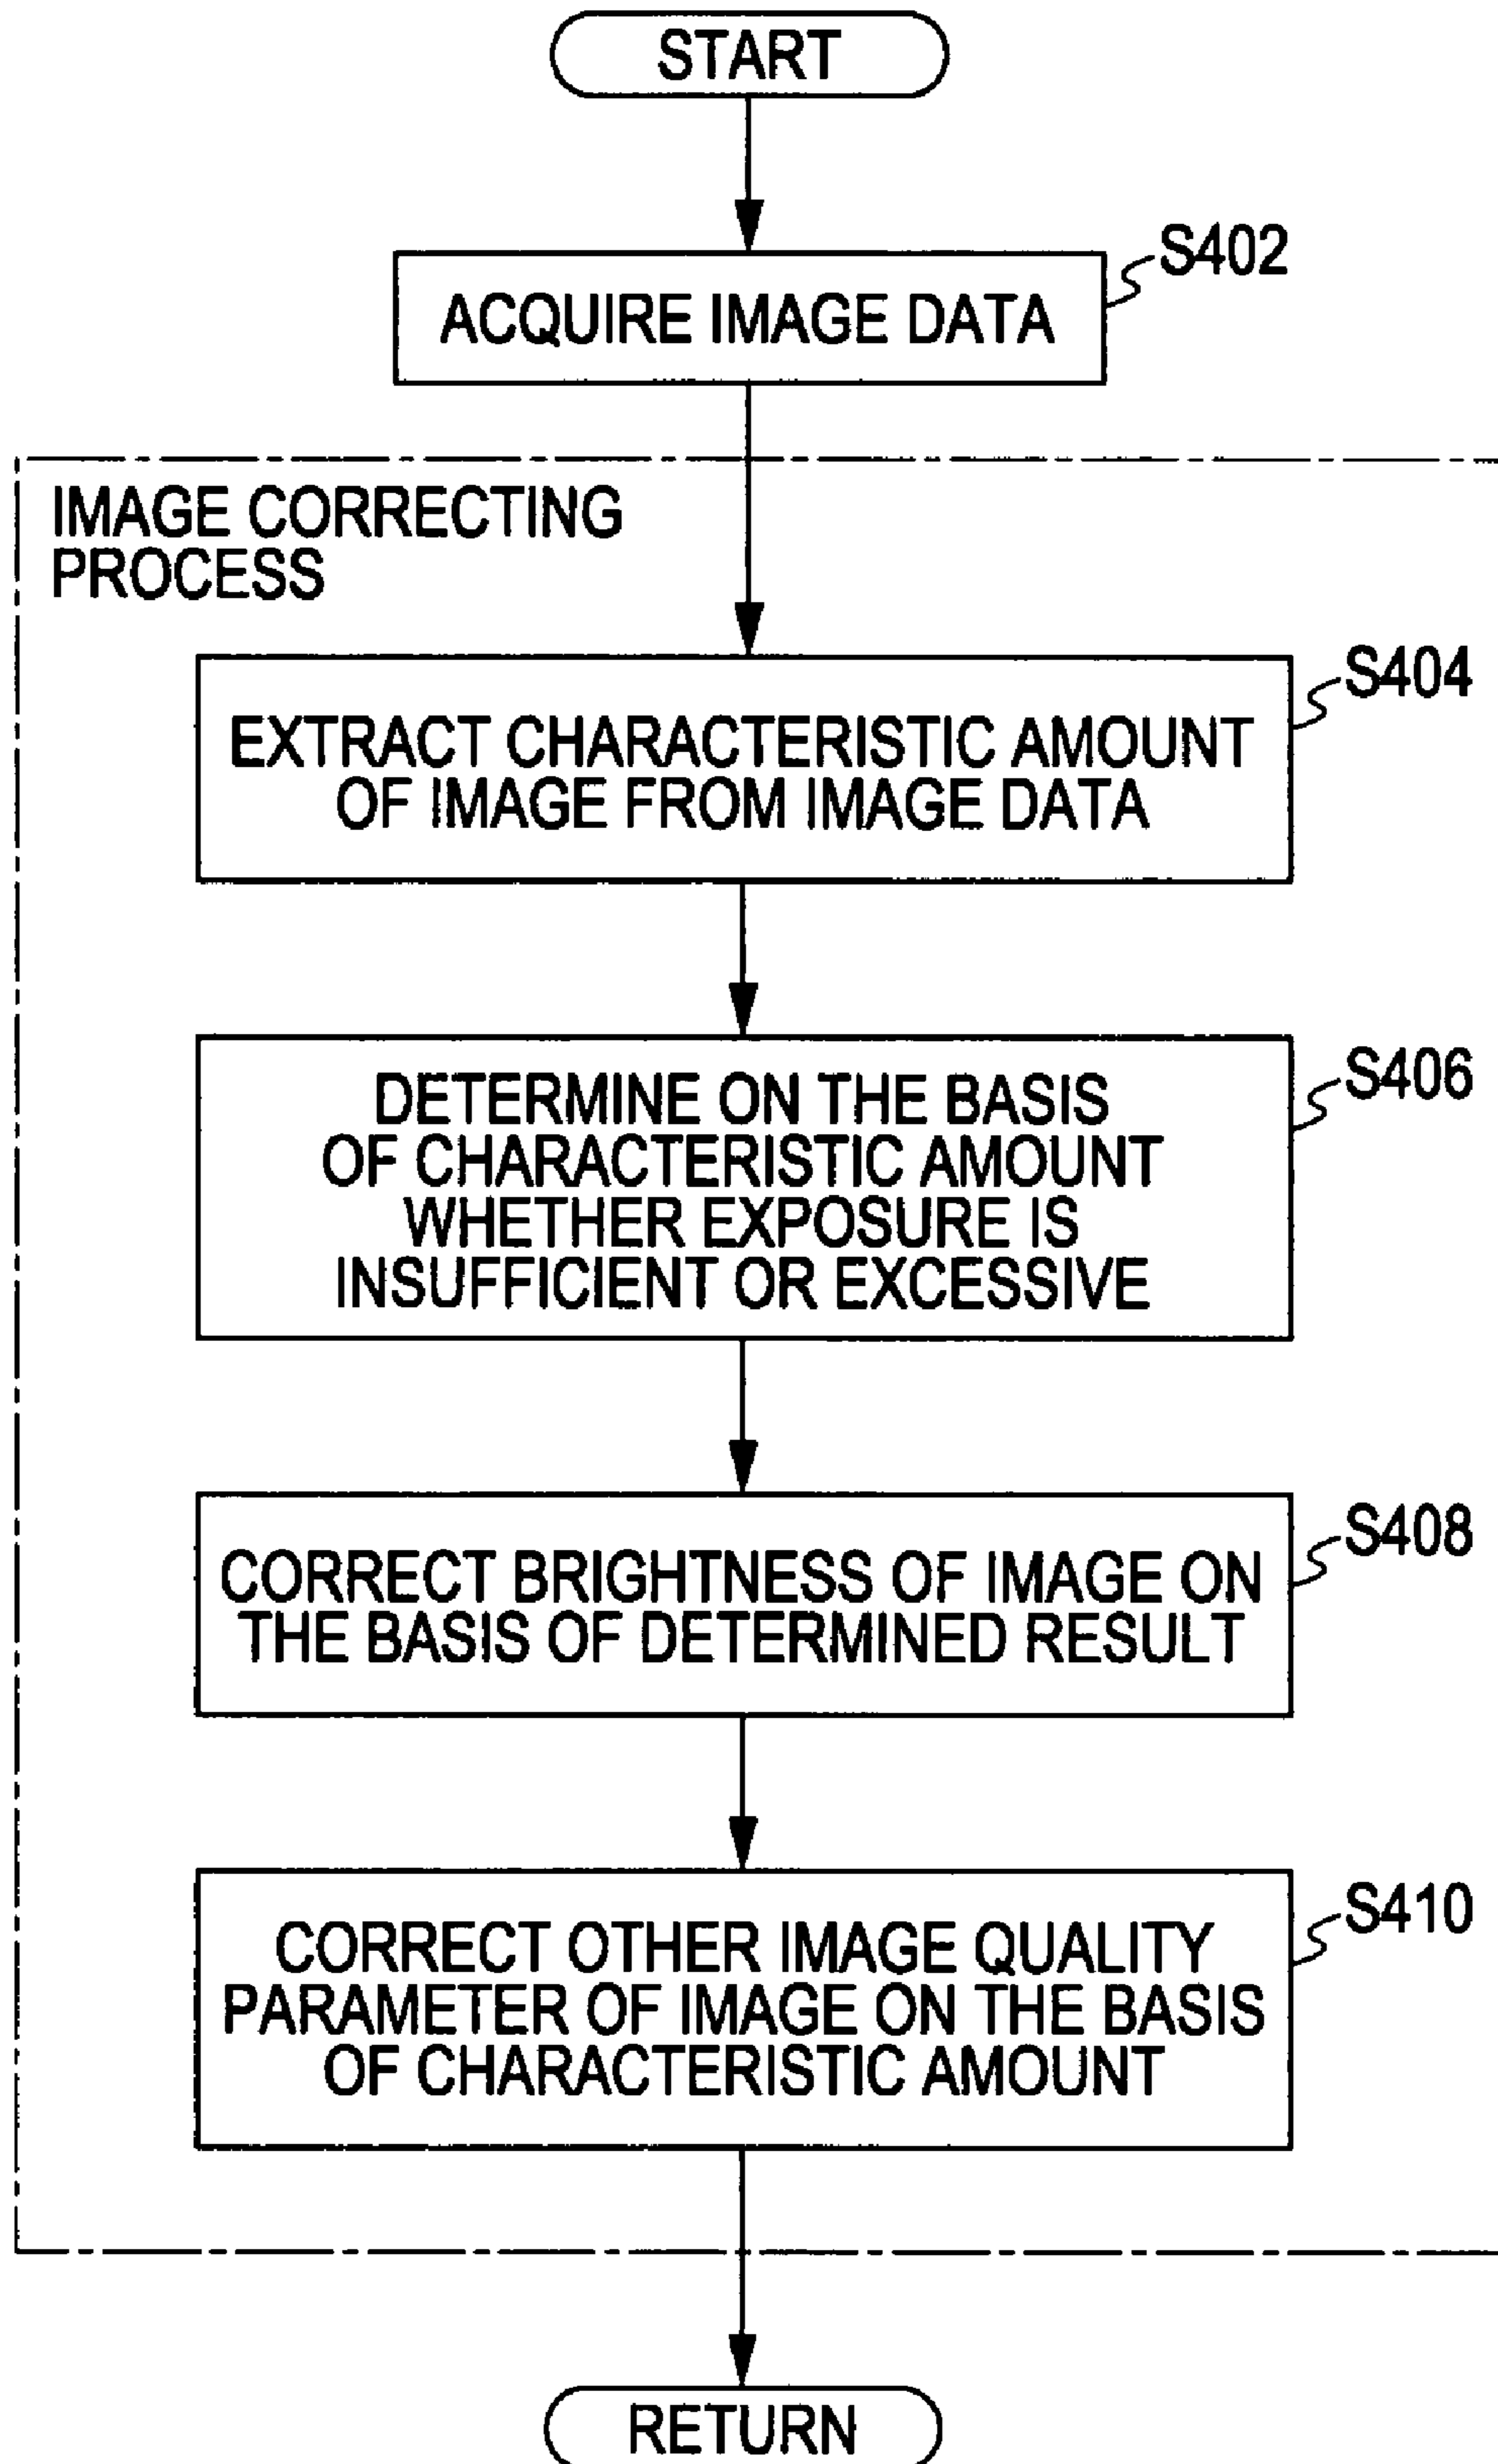 START
S402
ACQUIRE IMAGE DATA
IMAGE CORRECTING
PROCESS
S404
EXTRACT CHARACTERISTIC AMOUNT
OF IMAGE FROM IMAGE DATA
S406
DETERMINE ON THE BASIS
OF CHARACTERISTIC AMOUNT
WHETHER EXPOSURE IS
INSUFFICIENT OR EXCESSIVE
S408
CORRECT BRIGHTNESS OF IMAGE ON
THE BASIS OF DETERMINED RESULT
S410
CORRECT OTHER IMAGE QUALITY
PARAMETER OF IMAGE ON THE BASIS
OF CHARACTERISTIC AMOUNT
RETURN